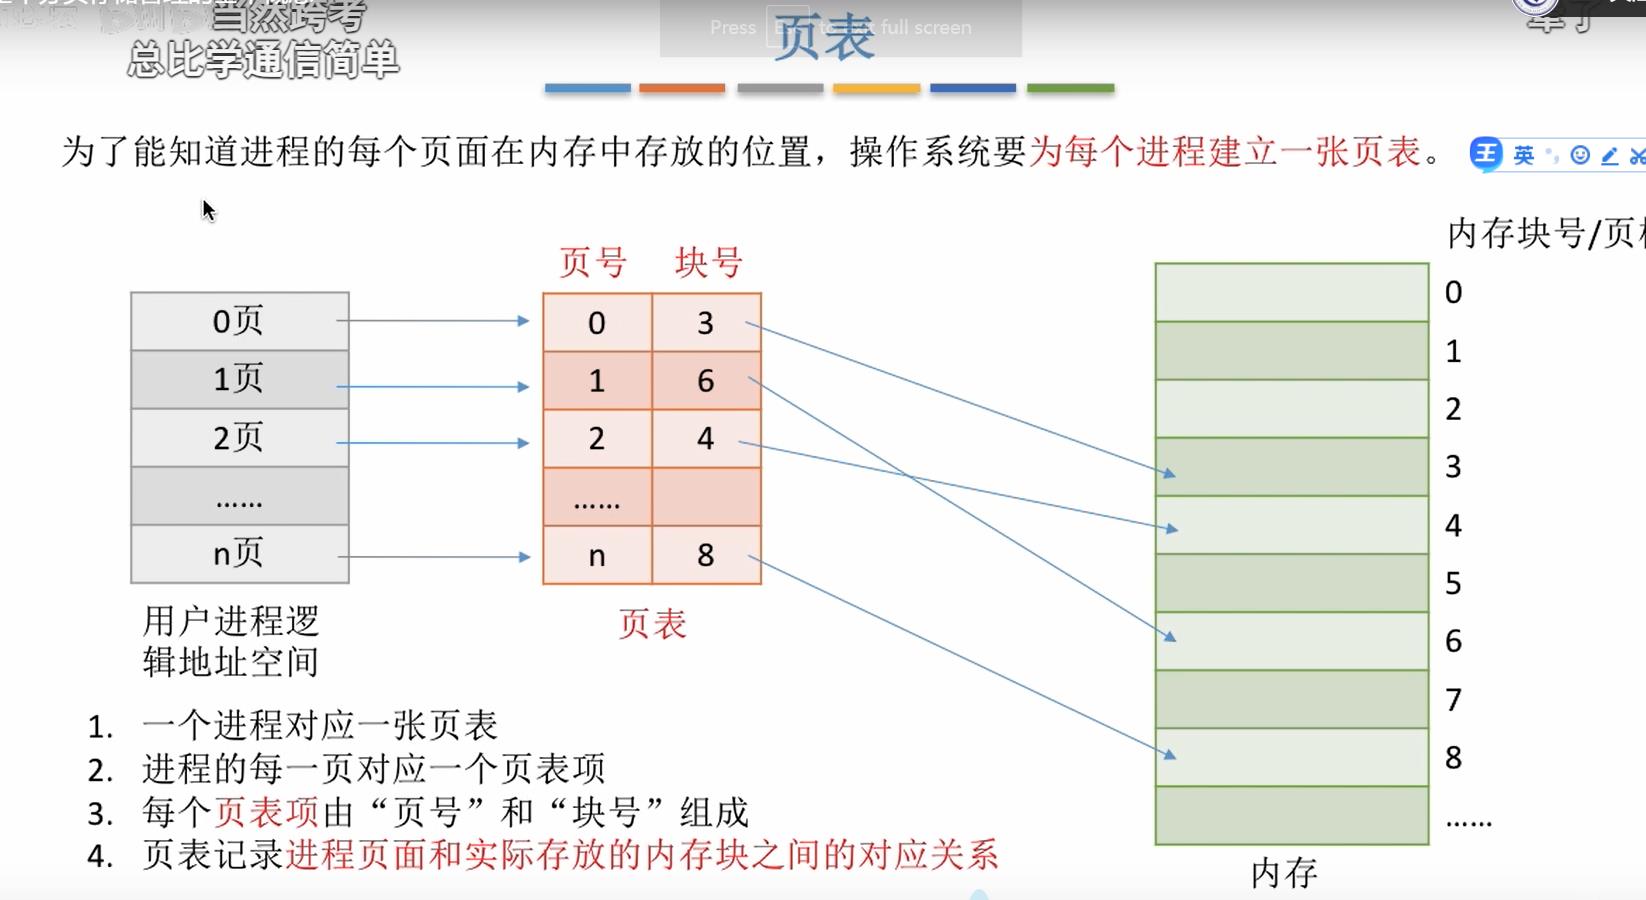 当然跨考
总比学通信简单
Press Esc to exit full screen
页表
为了能知道进程的每个页面在内存中存放的位置，操作系统要为每个进程建立一张页表。
英
内存块号/页
页号 块号
0页
1页
2页
……
n页
0 3
1 6
2 4
……
n 8
0
1
2
3
4
5
6
7
8
……
用户进程逻
辑地址空间
页表
内存
1. 一个进程对应一张页表
2. 进程的每一页对应一个页表项
3. 每个页表项由“页号”和“块号”组成
4. 页表记录进程页面和实际存放的内存块之间的对应关系